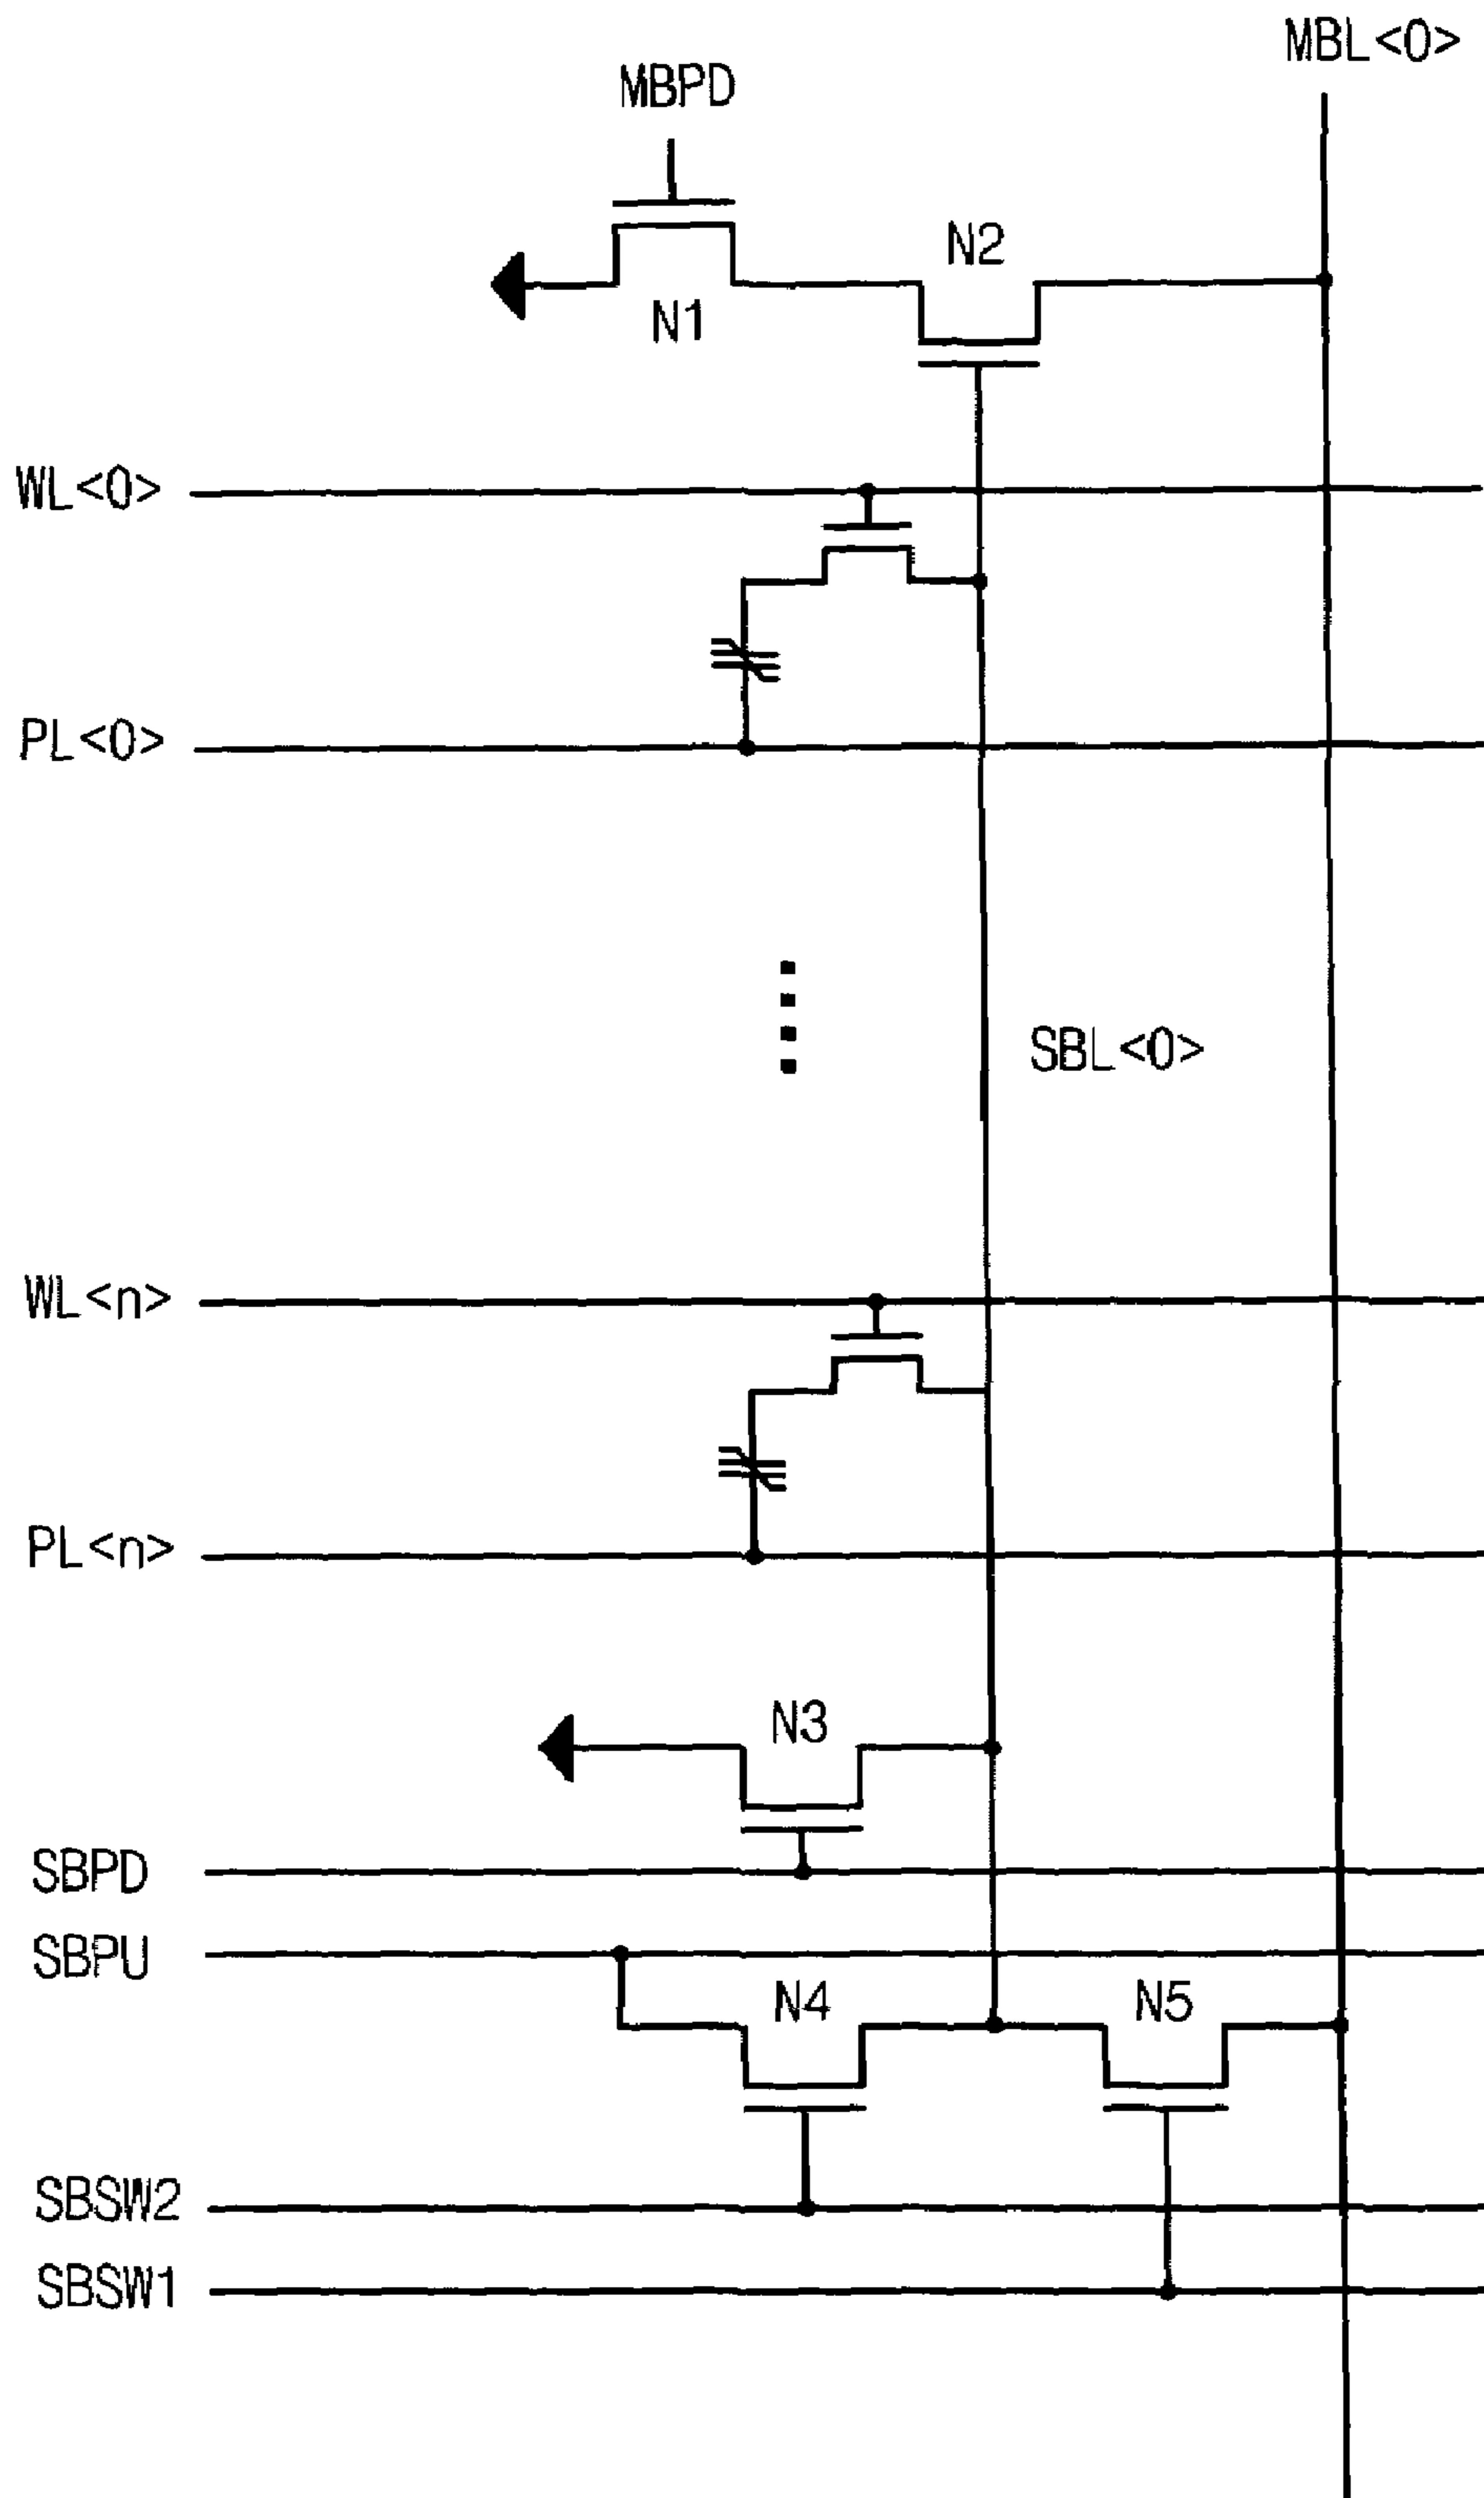 MBL<0>
MBPD
N2
N1
WL<0>
PL<0>
SBL<0>
WL<n>
PL<n>
N3
SBPD
SBPU
N4
N5
SBSW2
SBSW1